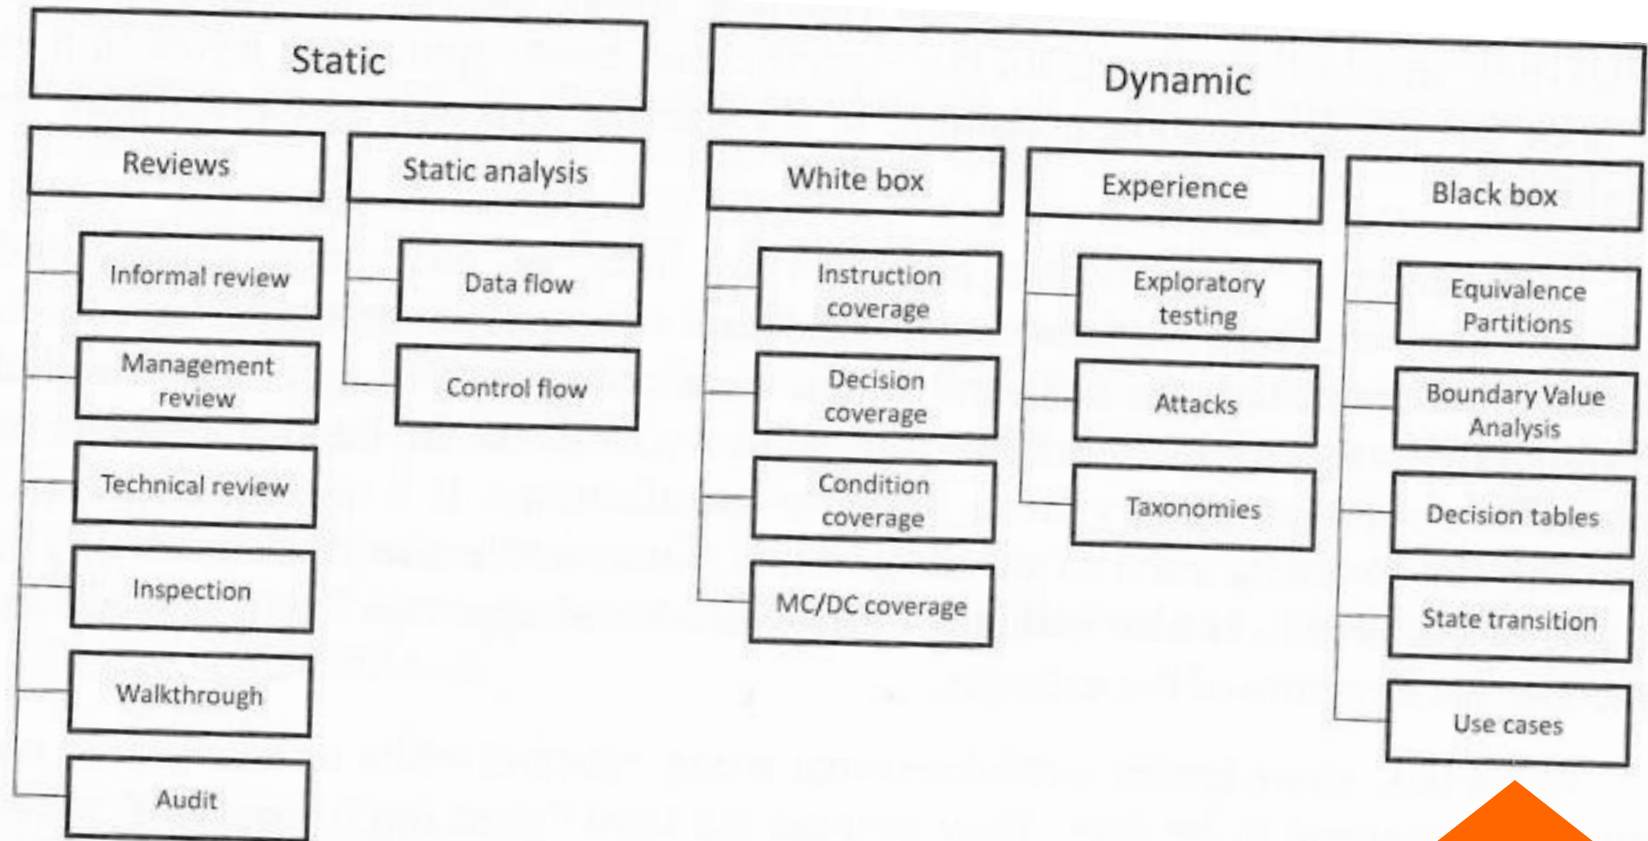 Static
Reviews
Informal review
Management
review
Technical review
Inspection
Walkthrough
Audit
Static analysis
Data flow
Control flow
Dynamic
White box
Instruction
coverage
Decision
coverage
Condition
coverage
MC/DC coverage
Experience
Exploratory
testing
Attacks
Taxonomies
Black box
Equivalence
Partitions
Boundary Value
Analysis
Decision tables
State transition
Use cases